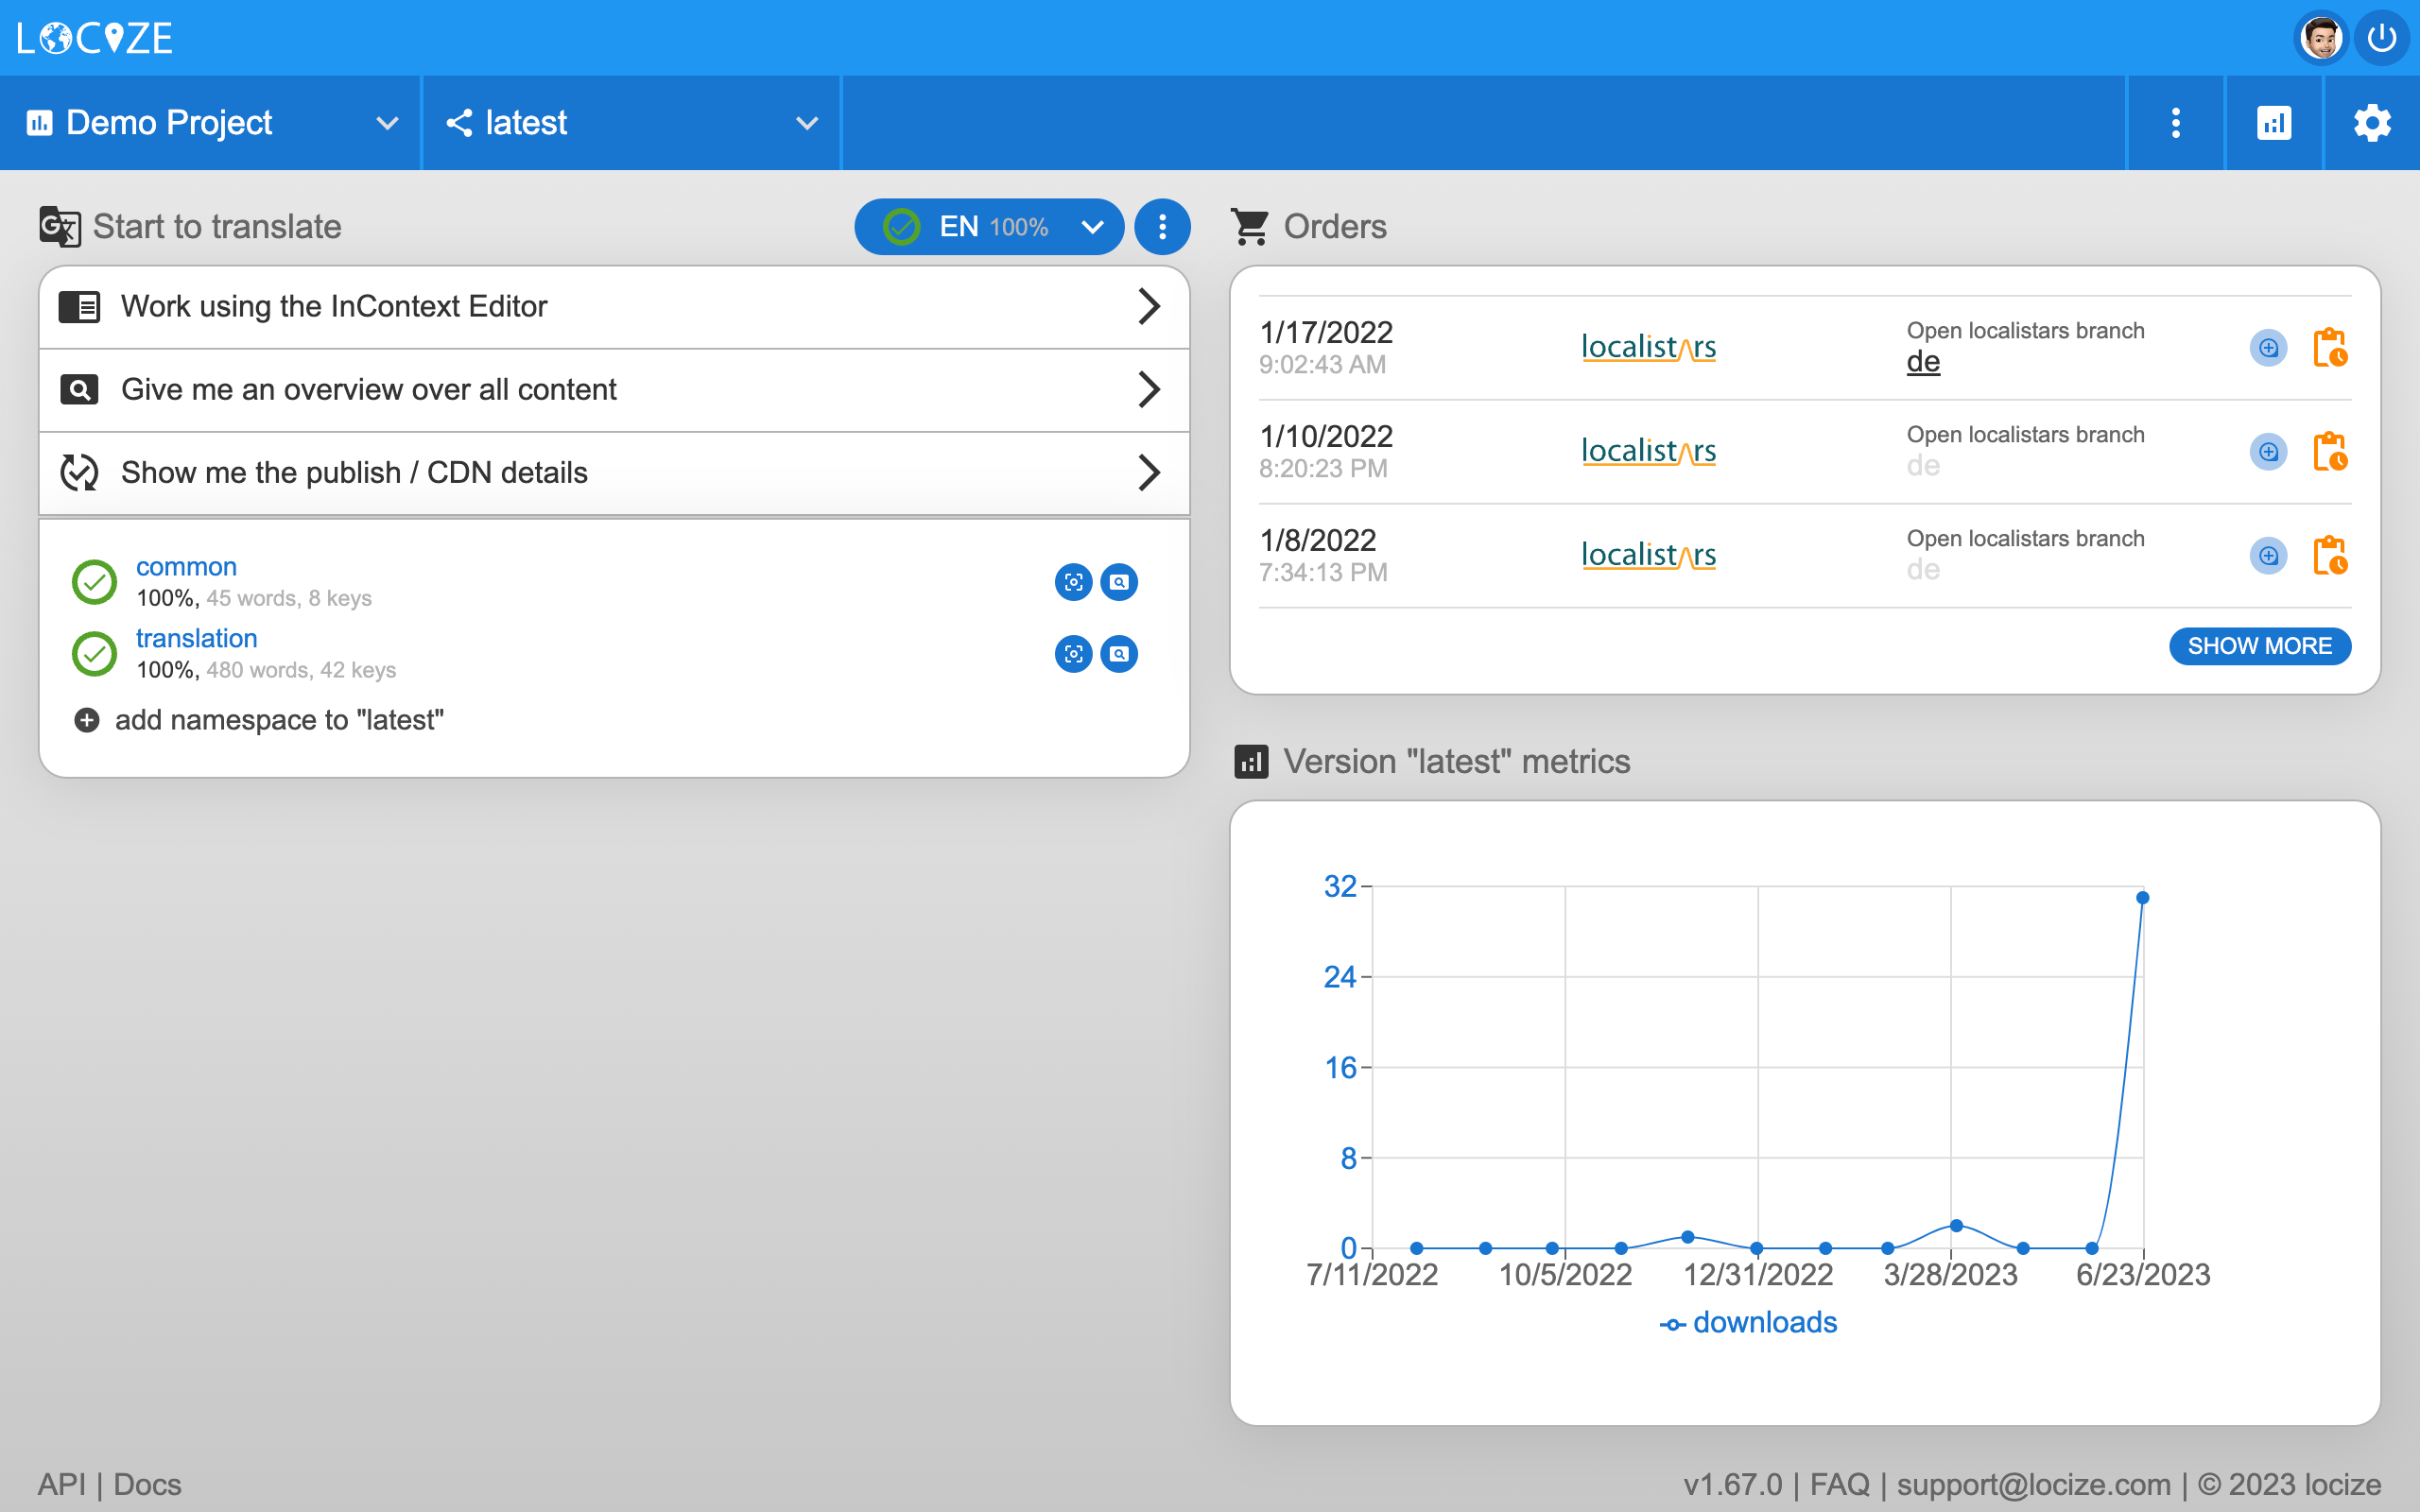 LOCIZE
Demo Project
latest
Start to translate
EN 100%
Work using the InContext Editor
Give me an overview over all content
Show me the publish / CDN details
common
100%, 45 words, 8 keys
translation
100%, 480 words, 42 keys
add namespace to "latest"
Orders
1/17/2022
9:02:43 AM
localistars
Open localistars branch
de
1/10/2022
8:20:23 PM
localistars
Open localistars branch
de
1/8/2022
7:34:13 PM
localistars
Open localistars branch
de
SHOW MORE
Version "latest" metrics
32
24
16
8
0
7/11/2022 10/5/2022 12/31/2022 3/28/2023 6/23/2023
downloads
API | Docs
v1.67.0 | FAQ | support@locize.com | © 2023 locize